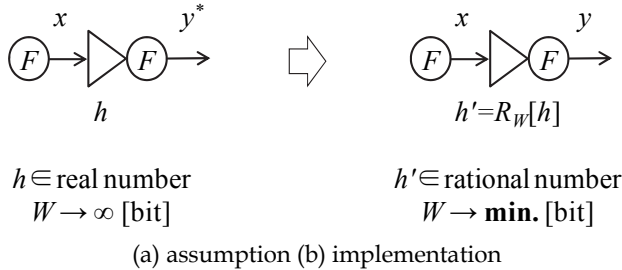 x y* x y
F F F F
h h'=R_W[h]
h ∈ real number h' ∈ rational number
W → ∞ [bit] W → min. [bit]
(a) assumption (b) implementation